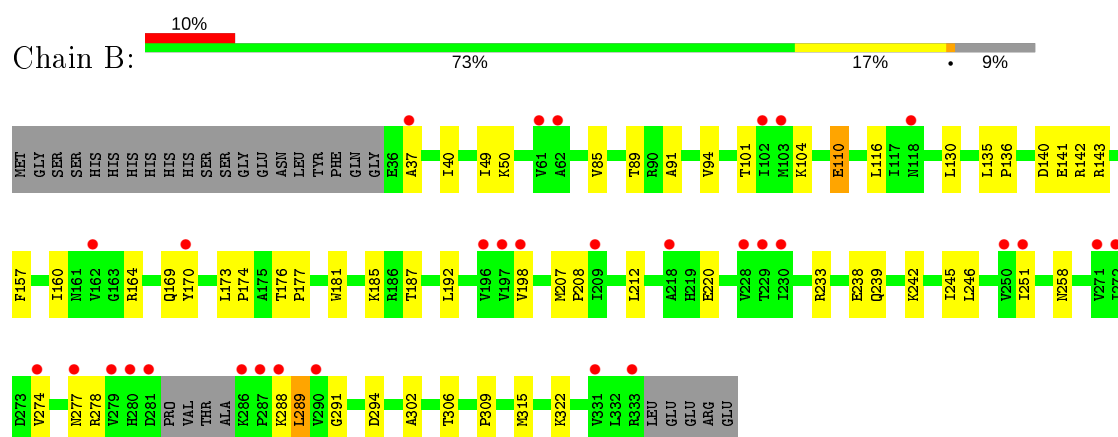 10%
Chain B:
73% 17% • 9%
MET GLY SER SER HIS HIS HIS HIS HIS HIS HIS HIS SER SER GLY GLU ASN LEU TYR PHE GLN GLY E36 A37 I40 I49 K50 V61 A62 V85 T89 R90 A91 V94 T101 I102 M103 K104 E110 L116 I117 N118 L130 L135 P136 D140 E141 R142 R143
F157 I160 N161 V162 G163 R164 Q169 Y170 L173 P174 A175 T176 P177 W181 K185 R186 T187 L192 V196 V197 V198 M207 P208 I209 L212 A218 H219 E220 V228 T229 I230 R233 E238 Q239 K242 I245 L246 V250 I251 N258 V271 I272
D273 V274 N277 R278 V279 H280 D281 PRO VAL THR ALA K286 P287 K288 L289 V290 G291 D294 A302 T306 P309 M315 K322 V331 L332 R333 LEU GLU GLU ARG GLU